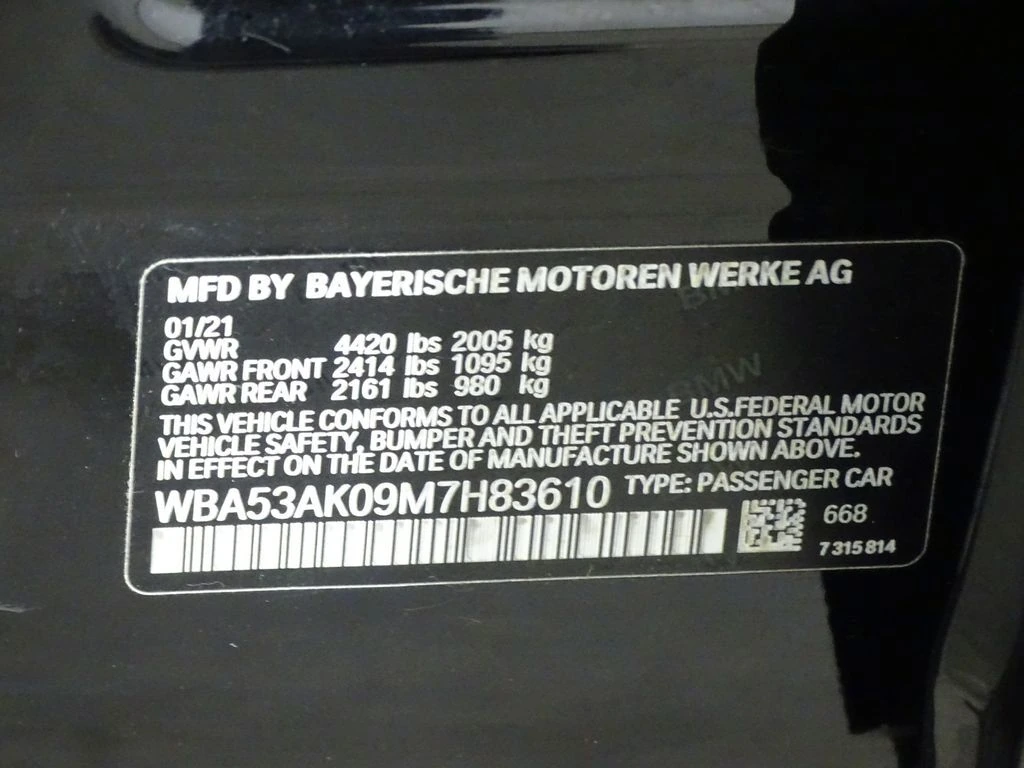 MFD BY BAYERISCHE MOTOREN WERKE AG
01/21
GVWR 4420 lbs 2005 kg
GAWR FRONT 2414 lbs 1095 kg
GAWR REAR 2161 lbs 980 kg
THIS VEHICLE CONFORMS TO ALL APPLICABLE U.S.FEDERAL MOTOR
VEHICLE SAFETY, BUMPER AND THEFT PREVENTION STANDARDS
IN EFFECT ON THE DATE OF MANUFACTURE SHOWN ABOVE.
WBA53AK09M7H83610 TYPE: PASSENGER CAR
668
7 315 814
BMW
BMW